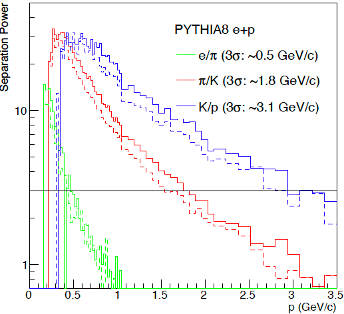 Separation Power
PYTHIA8 e+p
e/π (3σ: ~0.5 GeV/c)
π/K (3σ: ~1.8 GeV/c)
K/p (3σ: ~3.1 GeV/c)
10
1
0 0.5 1 1.5 2 2.5 3 3.5
p (GeV/c)